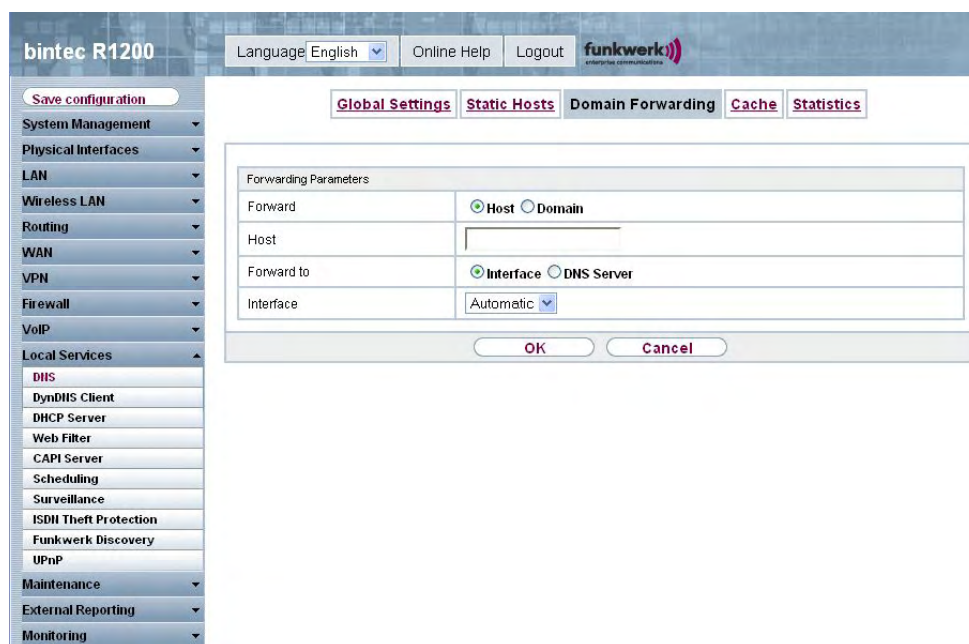 bintec R1200
Language English
Online Help
Logout
funkwerk
enterprise communications
Save configuration
System Management
Physical Interfaces
LAN
Wireless LAN
Routing
WAN
VPN
Firewall
VoIP
Local Services
DNS
DynDNS Client
DHCP Server
Web Filter
CAPI Server
Scheduling
Surveillance
ISDN Theft Protection
Funkwerk Discovery
UPnP
Maintenance
External Reporting
Monitoring
Global Settings
Static Hosts
Domain Forwarding
Cache
Statistics
Forwarding Parameters
Forward Host Domain
Host
Forward to Interface DNS Server
Interface Automatic
OK Cancel